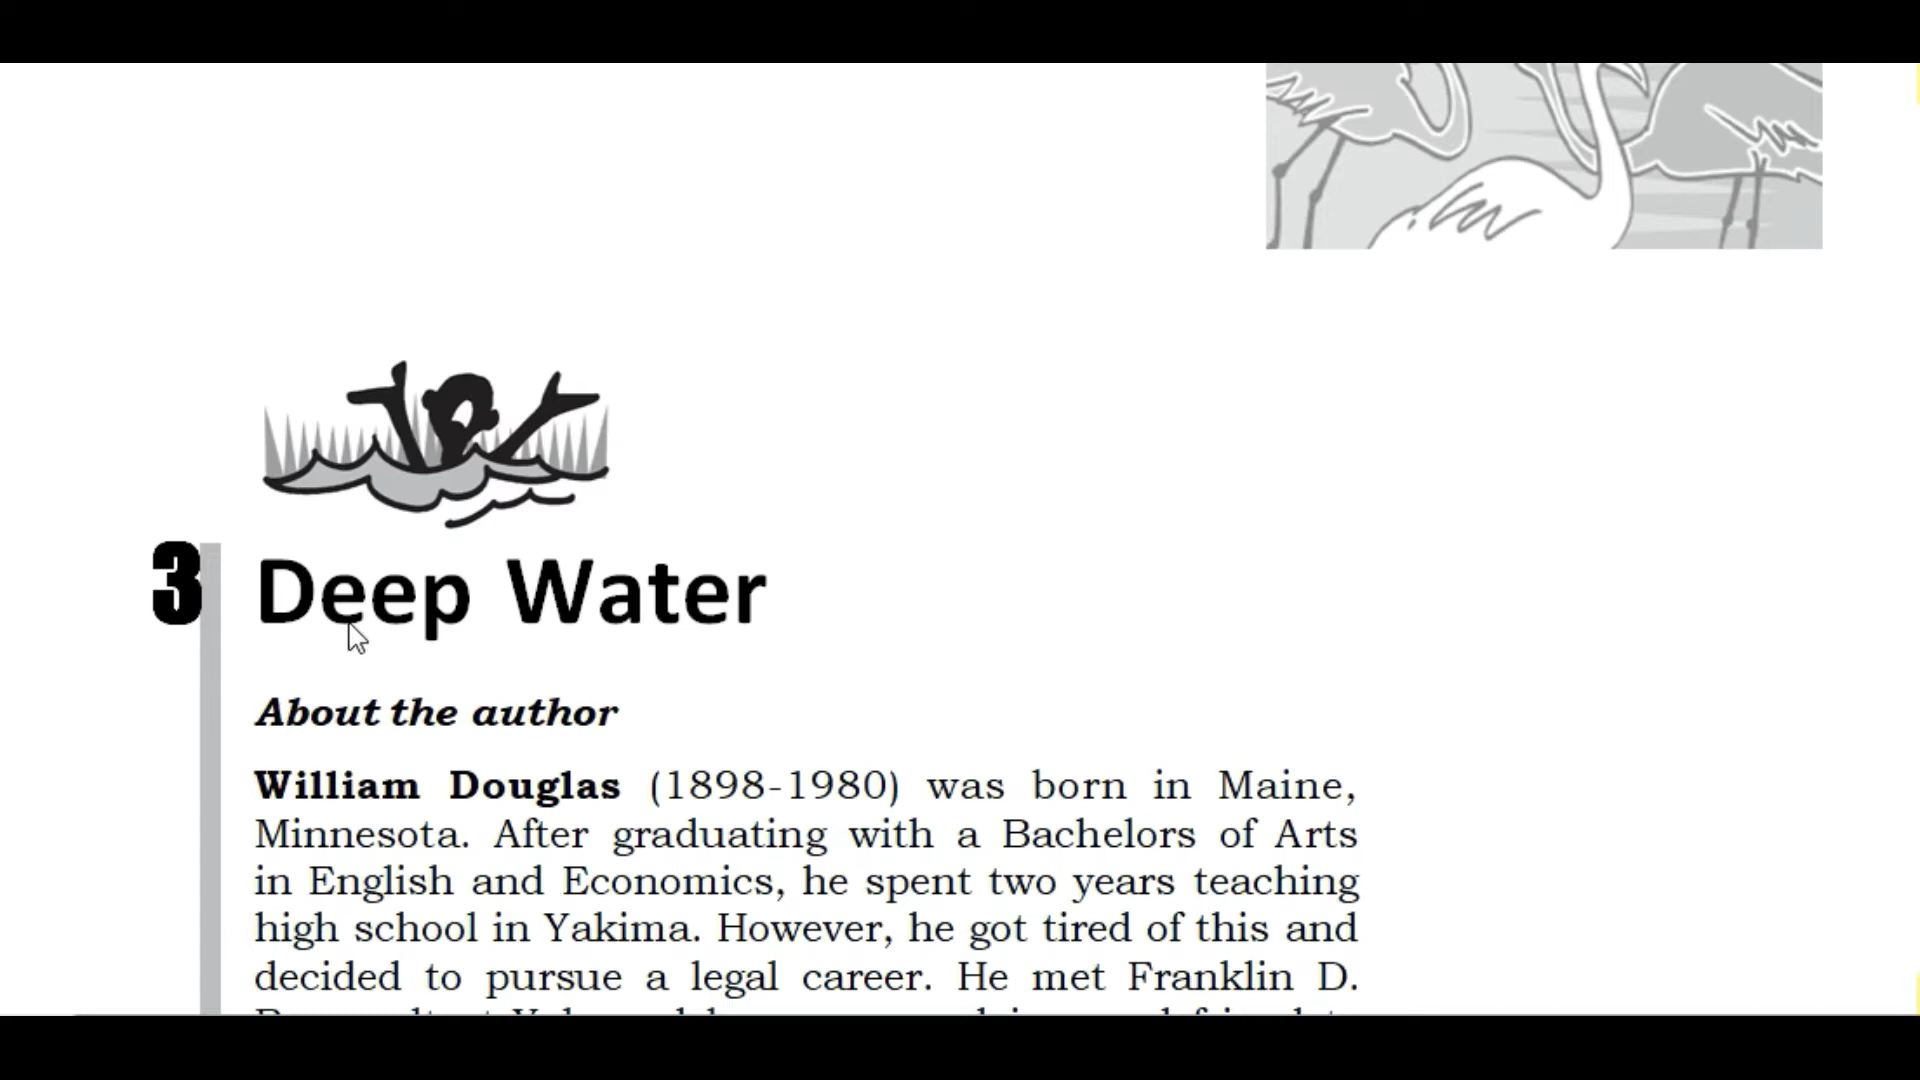 3 Deep Water
About the author
William Douglas (1898-1980) was born in Maine,
Minnesota. After graduating with a Bachelors of Arts
in English and Economics, he spent two years teaching
high school in Yakima. However, he got tired of this and
decided to pursue a legal career. He met Franklin D.